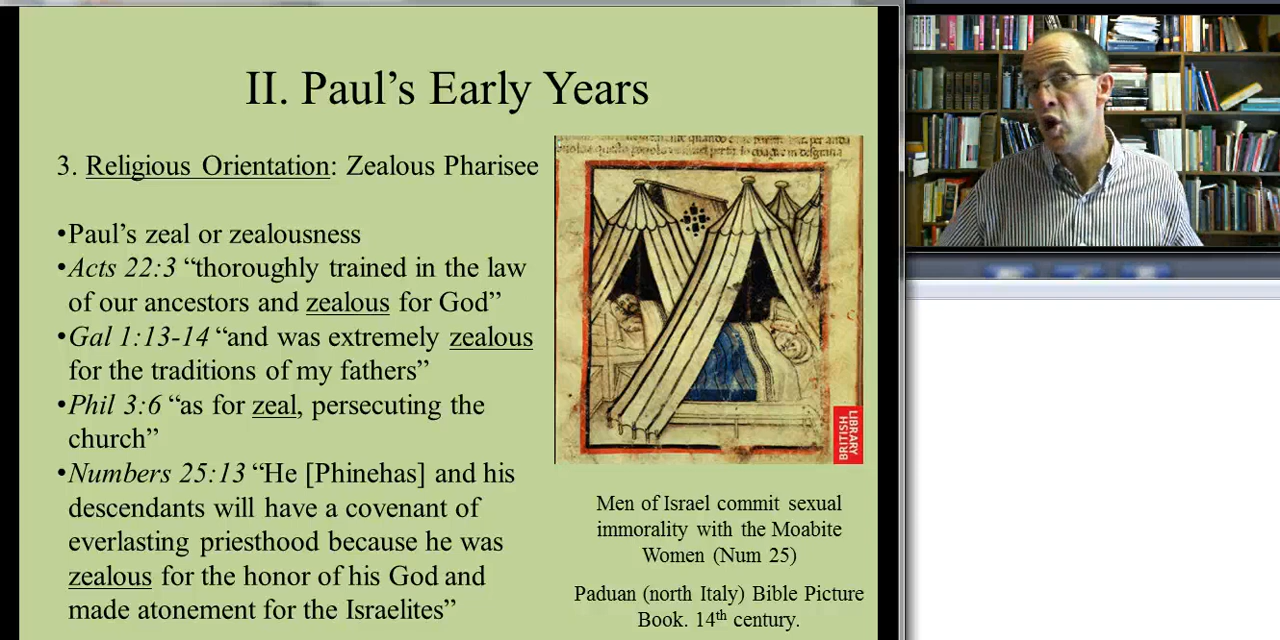 II. Paul’s Early Years
3. Religious Orientation: Zealous Pharisee
•Paul’s zeal or zealousness
•Acts 22:3 “thoroughly trained in the law
of our ancestors and zealous for God”
•Gal 1:13-14 “and was extremely zealous
for the traditions of my fathers”
•Phil 3:6 “as for zeal, persecuting the
church”
•Numbers 25:13 “He [Phinehas] and his
descendants will have a covenant of
everlasting priesthood because he was
zealous for the honor of his God and
made atonement for the Israelites”
BRITISH
LIBRARY
Men of Israel commit sexual
immorality with the Moabite
Women (Num 25)
Paduan (north Italy) Bible Picture
Book. 14th century.